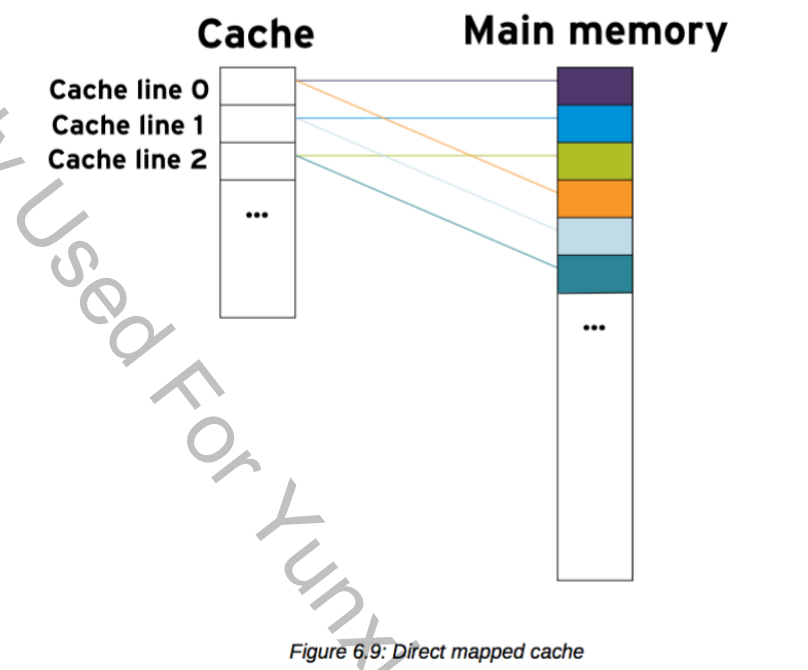 Cache
Main memory
Cache line 0
Cache line 1
Cache line 2
...
...
Used For
Figure 6.9: Direct mapped cache